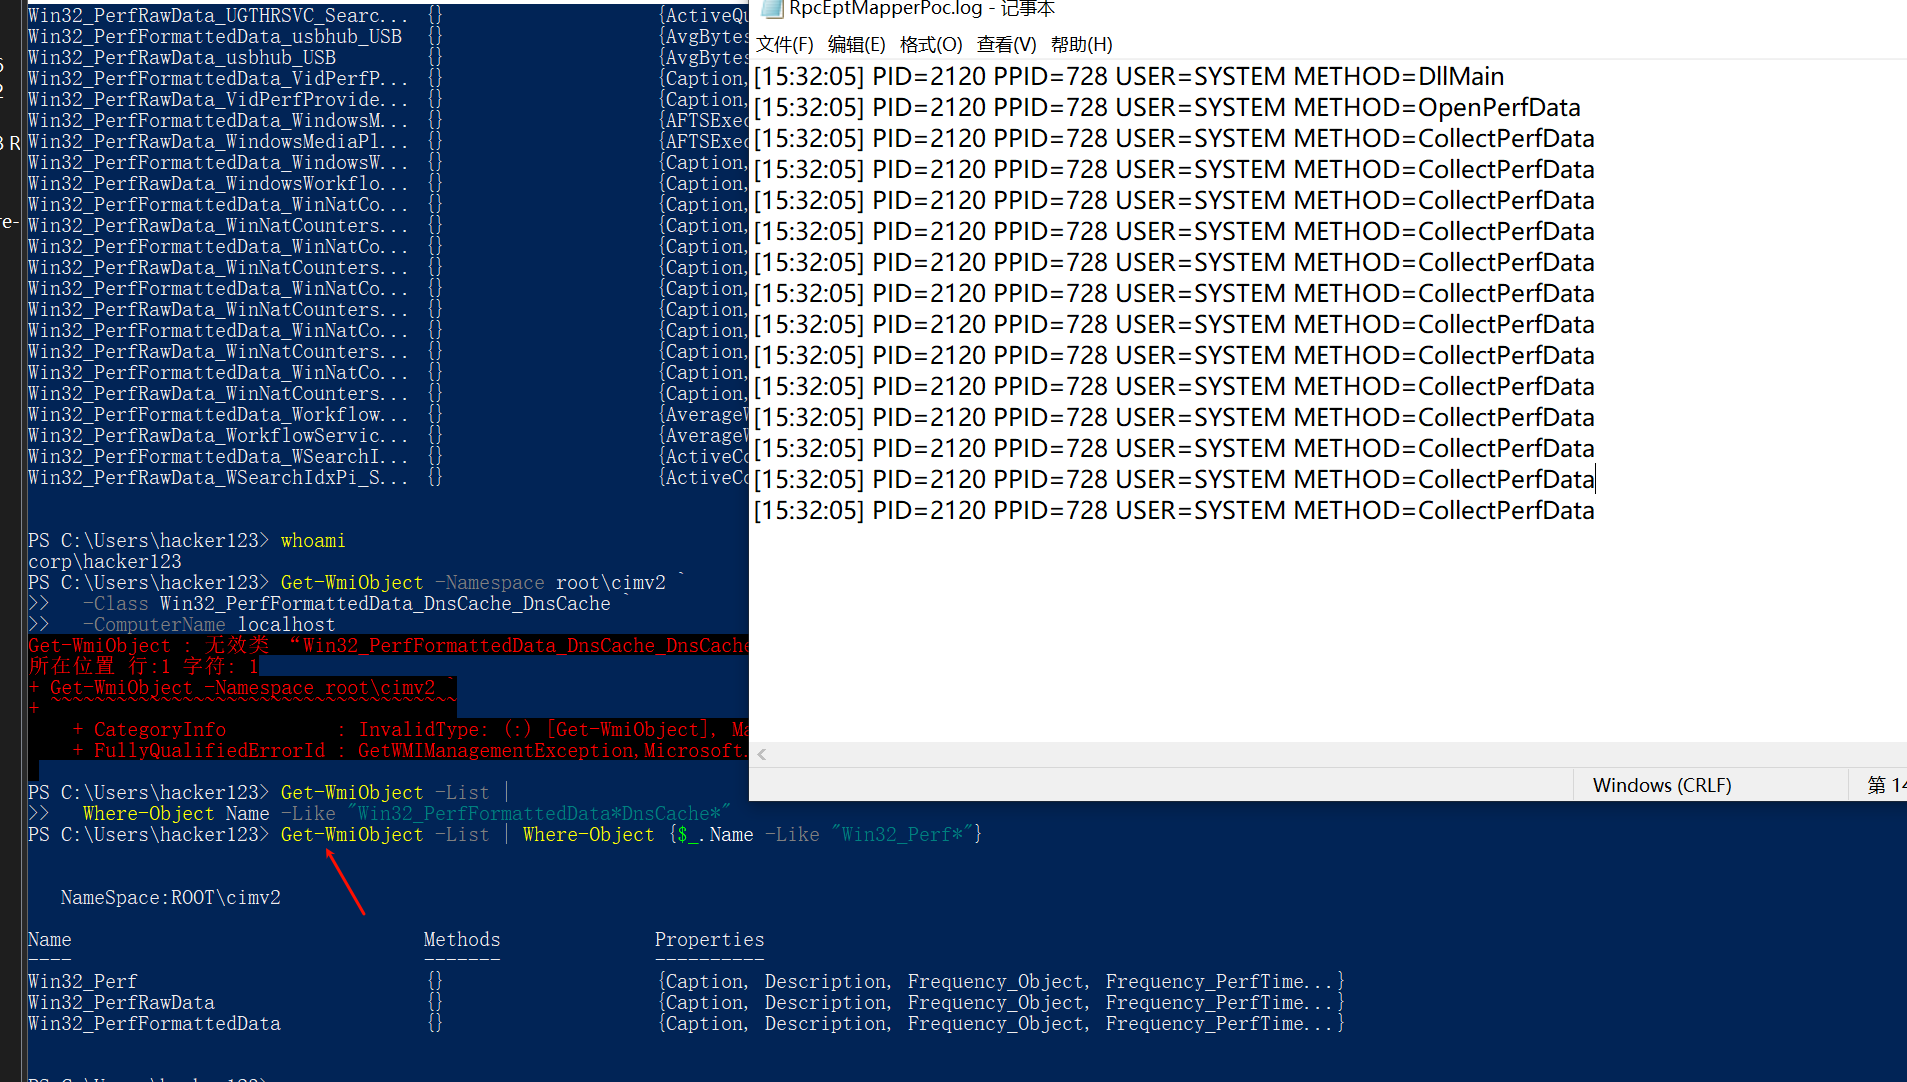 Win32_PerfRawData_UGTHRSVC_Searc... {} {ActiveQu
Win32_PerfFormattedData_usbhub_USB {} {AvgBytes
Win32_PerfRawData_usbhub_USB {} {AvgBytes
Win32_PerfFormattedData_VidPerfP... {} {Caption,
Win32_PerfRawData_VidPerfProvide... {} {Caption,
Win32_PerfFormattedData_WindowsM... {} {AFTSExec
Win32_PerfRawData_WindowsMediaPl... {} {AFTSExec
Win32_PerfFormattedData_WindowsW... {} {Caption,
Win32_PerfRawData_WindowsWorkflo... {} {Caption,
Win32_PerfFormattedData_WinNatCo... {} {Caption,
Win32_PerfRawData_WinNatCounters... {} {Caption,
Win32_PerfFormattedData_WinNatCo... {} {Caption,
Win32_PerfRawData_WinNatCounters... {} {Caption,
Win32_PerfFormattedData_WinNatCo... {} {Caption,
Win32_PerfRawData_WinNatCounters... {} {Caption,
Win32_PerfFormattedData_WinNatCo... {} {Caption,
Win32_PerfRawData_WinNatCounters... {} {Caption,
Win32_PerfFormattedData_WinNatCo... {} {Caption,
Win32_PerfRawData_WinNatCounters... {} {Caption,
Win32_PerfFormattedData_Workflow... {} {AverageW
Win32_PerfRawData_WorkflowServic... {} {AverageW
Win32_PerfFormattedData_WSearchI... {} {ActiveCo
Win32_PerfRawData_WSearchIdxPi_S... {} {ActiveCo
PS C:\Users\hacker123> whoami
corp\hacker123
PS C:\Users\hacker123> Get-WmiObject -Namespace root\cimv2 `
>>   -Class Win32_PerfFormattedData_DnsCache_DnsCache `
>>   -ComputerName localhost
Get-WmiObject : 无效类 “Win32_PerfFormattedData_DnsCache_DnsCache
所在位置 行:1 字符: 1
+ Get-WmiObject -Namespace root\cimv2 `
+ ~~~~~~~~~~~~~~~~~~~~~~~~~~~~~~~~~~~~~
    + CategoryInfo          : InvalidType: (:) [Get-WmiObject], Ma
    + FullyQualifiedErrorId : GetWMIManagementException,Microsoft.
PS C:\Users\hacker123> Get-WmiObject -List |
>>   Where-Object Name -Like "Win32_PerfFormattedData*DnsCache*"
PS C:\Users\hacker123> Get-WmiObject -List | Where-Object {$_.Name -Like "Win32_Perf*"}
NameSpace:ROOT\cimv2
Name Methods Properties
---- ------- ----------
Win32_Perf {} {Caption, Description, Frequency_Object, Frequency_PerfTime...}
Win32_PerfRawData {} {Caption, Description, Frequency_Object, Frequency_PerfTime...}
Win32_PerfFormattedData {} {Caption, Description, Frequency_Object, Frequency_PerfTime...}
RpcEptMapperPoc.log - 记事本
文件(F) 编辑(E) 格式(O) 查看(V) 帮助(H)
[15:32:05] PID=2120 PPID=728 USER=SYSTEM METHOD=DllMain
[15:32:05] PID=2120 PPID=728 USER=SYSTEM METHOD=OpenPerfData
[15:32:05] PID=2120 PPID=728 USER=SYSTEM METHOD=CollectPerfData
[15:32:05] PID=2120 PPID=728 USER=SYSTEM METHOD=CollectPerfData
[15:32:05] PID=2120 PPID=728 USER=SYSTEM METHOD=CollectPerfData
[15:32:05] PID=2120 PPID=728 USER=SYSTEM METHOD=CollectPerfData
[15:32:05] PID=2120 PPID=728 USER=SYSTEM METHOD=CollectPerfData
[15:32:05] PID=2120 PPID=728 USER=SYSTEM METHOD=CollectPerfData
[15:32:05] PID=2120 PPID=728 USER=SYSTEM METHOD=CollectPerfData
[15:32:05] PID=2120 PPID=728 USER=SYSTEM METHOD=CollectPerfData
[15:32:05] PID=2120 PPID=728 USER=SYSTEM METHOD=CollectPerfData
[15:32:05] PID=2120 PPID=728 USER=SYSTEM METHOD=CollectPerfData
[15:32:05] PID=2120 PPID=728 USER=SYSTEM METHOD=CollectPerfData
[15:32:05] PID=2120 PPID=728 USER=SYSTEM METHOD=CollectPerfData
[15:32:05] PID=2120 PPID=728 USER=SYSTEM METHOD=CollectPerfData
Windows (CRLF) 第 14